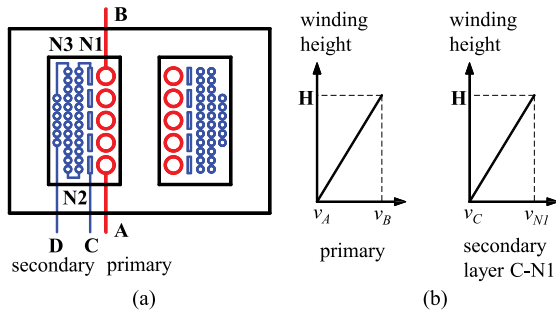 B
N3 N1
N2
A
D C
secondary primary
(a)
winding
height
H
v_A v_B
primary
winding
height
H
v_C v_N1
secondary
layer C-N1
(b)